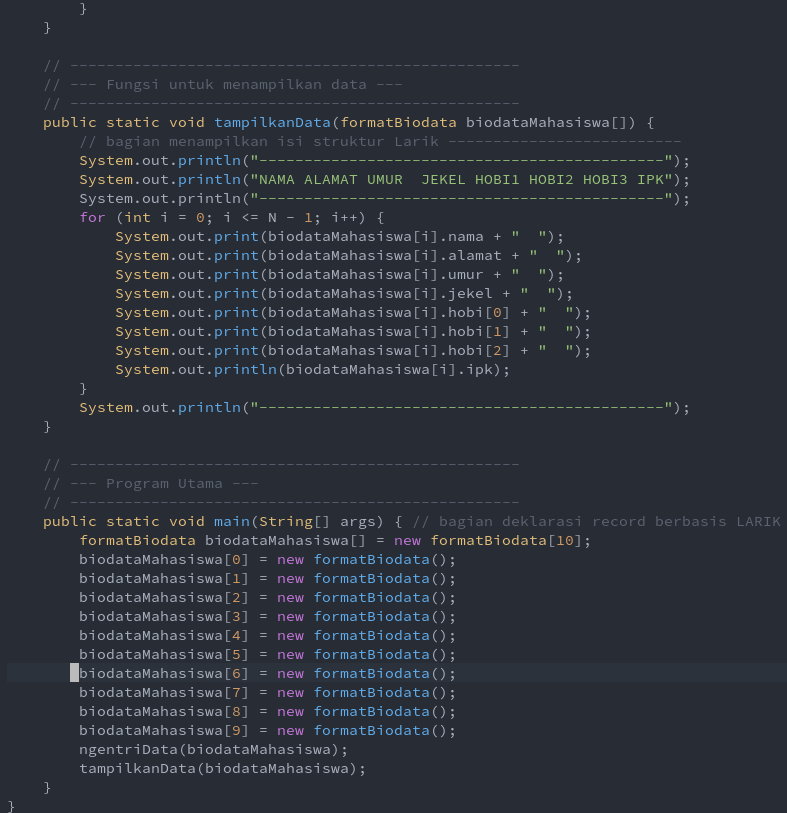 }
    }

    // --------------------------------------------------
    // --- Fungsi untuk menampilkan data ---
    // --------------------------------------------------
    public static void tampilkanData(formatBiodata biodataMahasiswa[]) {
        // bagian menampilkan isi struktur Larik --------------------------
        System.out.println("---------------------------------------------");
        System.out.println("NAMA ALAMAT UMUR  JEKEL HOBI1 HOBI2 HOBI3 IPK");
        System.out.println("---------------------------------------------");
        for (int i = 0; i <= N - 1; i++) {
            System.out.print(biodataMahasiswa[i].nama + "  ");
            System.out.print(biodataMahasiswa[i].alamat + "  ");
            System.out.print(biodataMahasiswa[i].umur + "  ");
            System.out.print(biodataMahasiswa[i].jekel + "  ");
            System.out.print(biodataMahasiswa[i].hobi[0] + "  ");
            System.out.print(biodataMahasiswa[i].hobi[1] + "  ");
            System.out.print(biodataMahasiswa[i].hobi[2] + "  ");
            System.out.println(biodataMahasiswa[i].ipk);
        }
        System.out.println("---------------------------------------------");
    }

    // --------------------------------------------------
    // --- Program Utama ---
    // --------------------------------------------------
    public static void main(String[] args) { // bagian deklarasi record berbasis LARIK
        formatBiodata biodataMahasiswa[] = new formatBiodata[10];
        biodataMahasiswa[0] = new formatBiodata();
        biodataMahasiswa[1] = new formatBiodata();
        biodataMahasiswa[2] = new formatBiodata();
        biodataMahasiswa[3] = new formatBiodata();
        biodataMahasiswa[4] = new formatBiodata();
        biodataMahasiswa[5] = new formatBiodata();
        biodataMahasiswa[6] = new formatBiodata();
        biodataMahasiswa[7] = new formatBiodata();
        biodataMahasiswa[8] = new formatBiodata();
        biodataMahasiswa[9] = new formatBiodata();
        ngentriData(biodataMahasiswa);
        tampilkanData(biodataMahasiswa);
    }
}